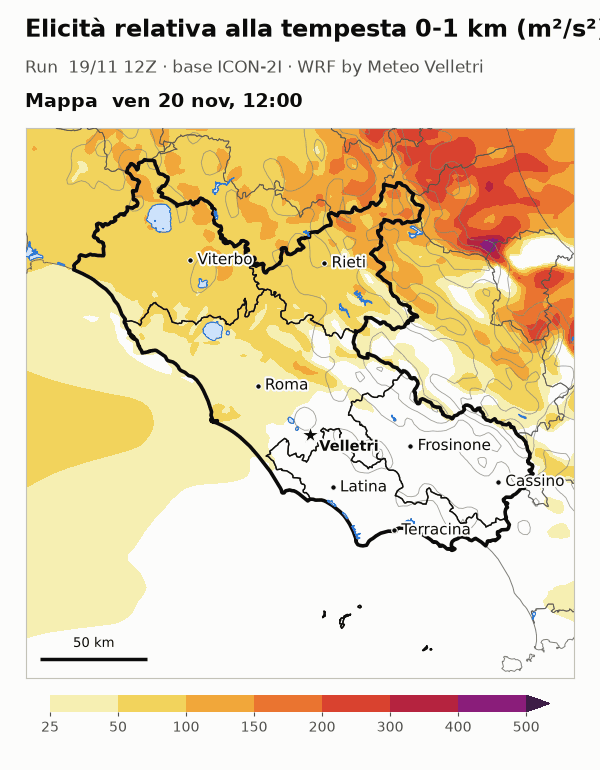 Elicità relativa alla tempesta 0-1 km (m²/s²)
Run 19/11 12Z · base ICON-2I · WRF by Meteo Velletri
Mappa ven 20 nov, 12:00
Viterbo
Rieti
Roma
Velletri
Frosinone
Latina
Cassino
Terracina
50 km
25 50 100 150 200 300 400 500